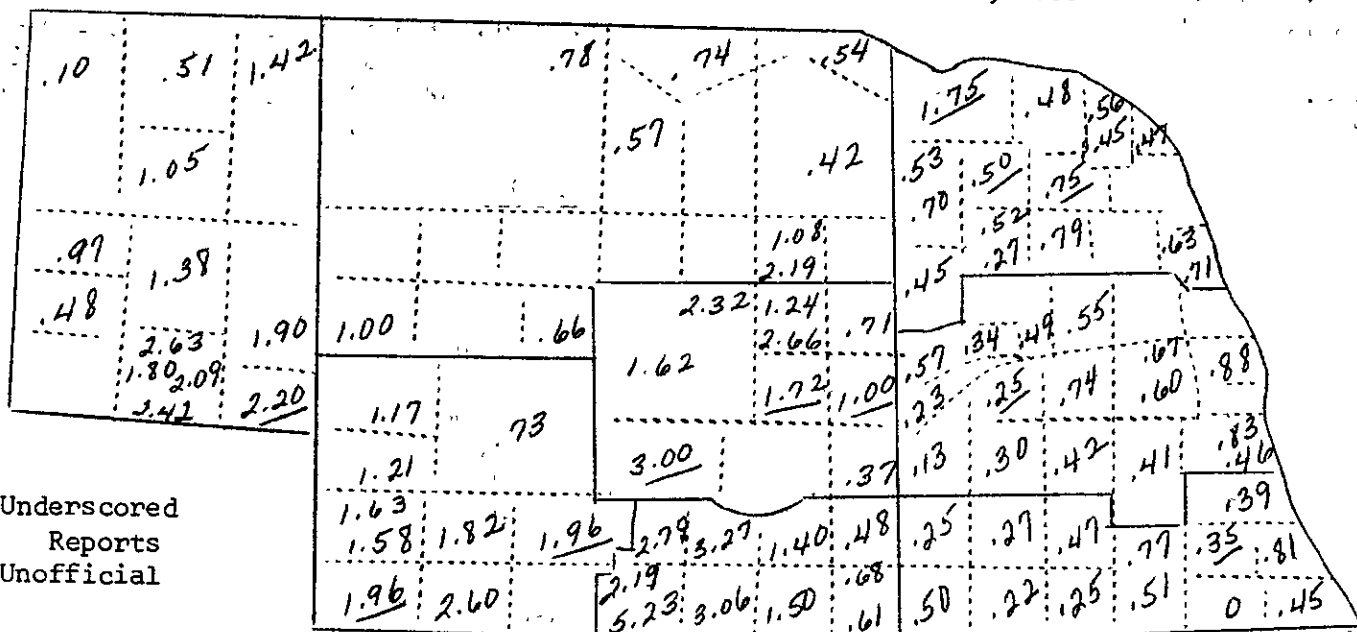 .10 .51 1.42 .78 .74 .54
1.75 .48 .56
.45 .47
1.05 .57 .42 .53 .50 .75
.70 .52 .79
.27 .63
.97 1.38 1.08 .45 .71
2.19
.48 2.32 1.24 .71 .34 .49 .55
1.90 1.00 .66 1.62 2.66 .57 .67 .88
2.63
1.80 2.09 1.72 1.00 .23 .25 .74 .60
2.20
1.17 .73 .83
3.00 .37 .13 .30 .42 .41 .46
1.21 .39
Underscored 1.63
Reports 1.58 1.82 1.96 2.78 3.27 1.40 .48 .25 .27 .47 .77 .35 .81
Unofficial 2.19 .68
1.96 2.60 5.23 3.06 1.50 .61 .50 .22 .25 .51 0 .45